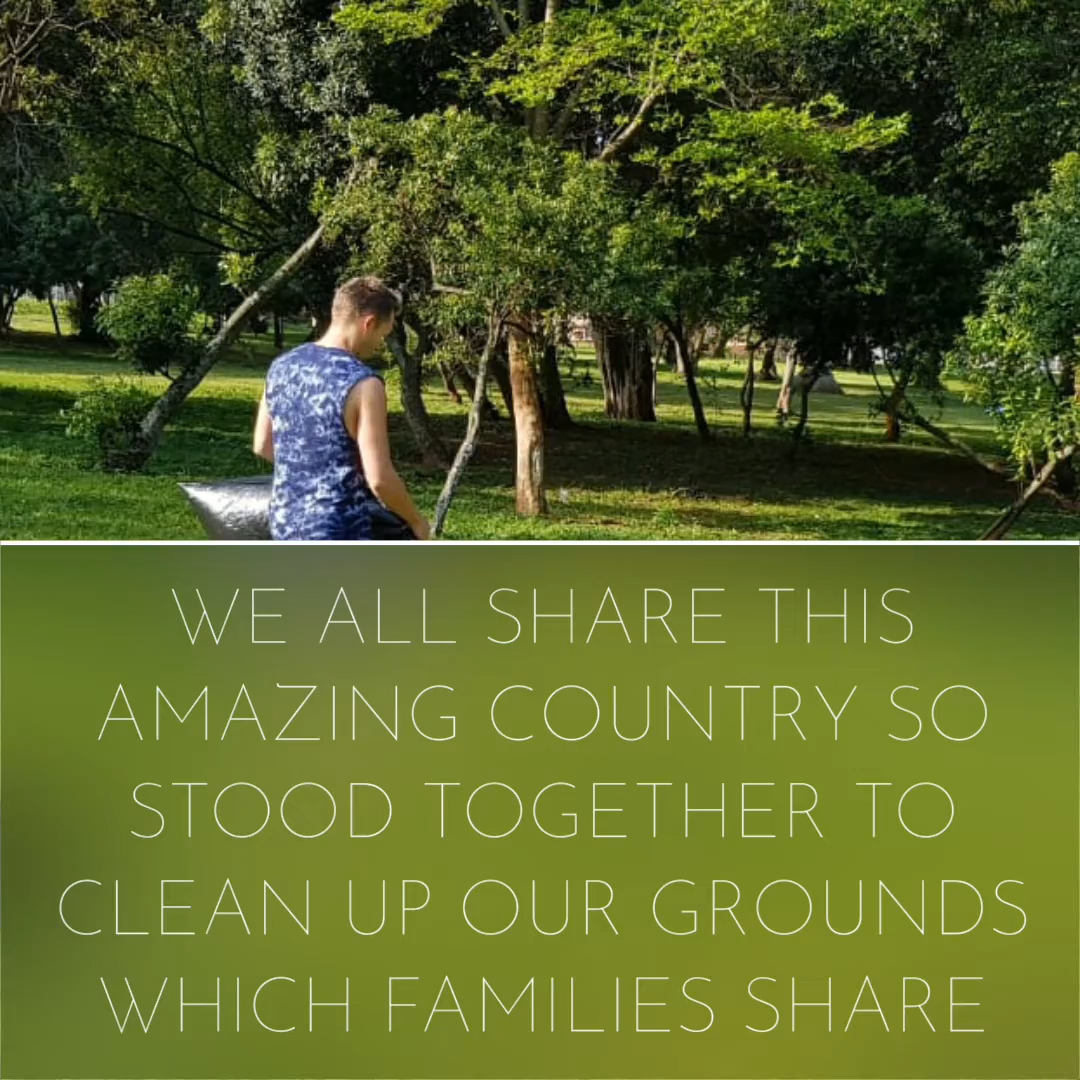 WE ALL SHARE THIS
AMAZING COUNTRY SO
STOOD TOGETHER TO
CLEAN UP OUR GROUNDS
WHICH FAMILIES SHARE